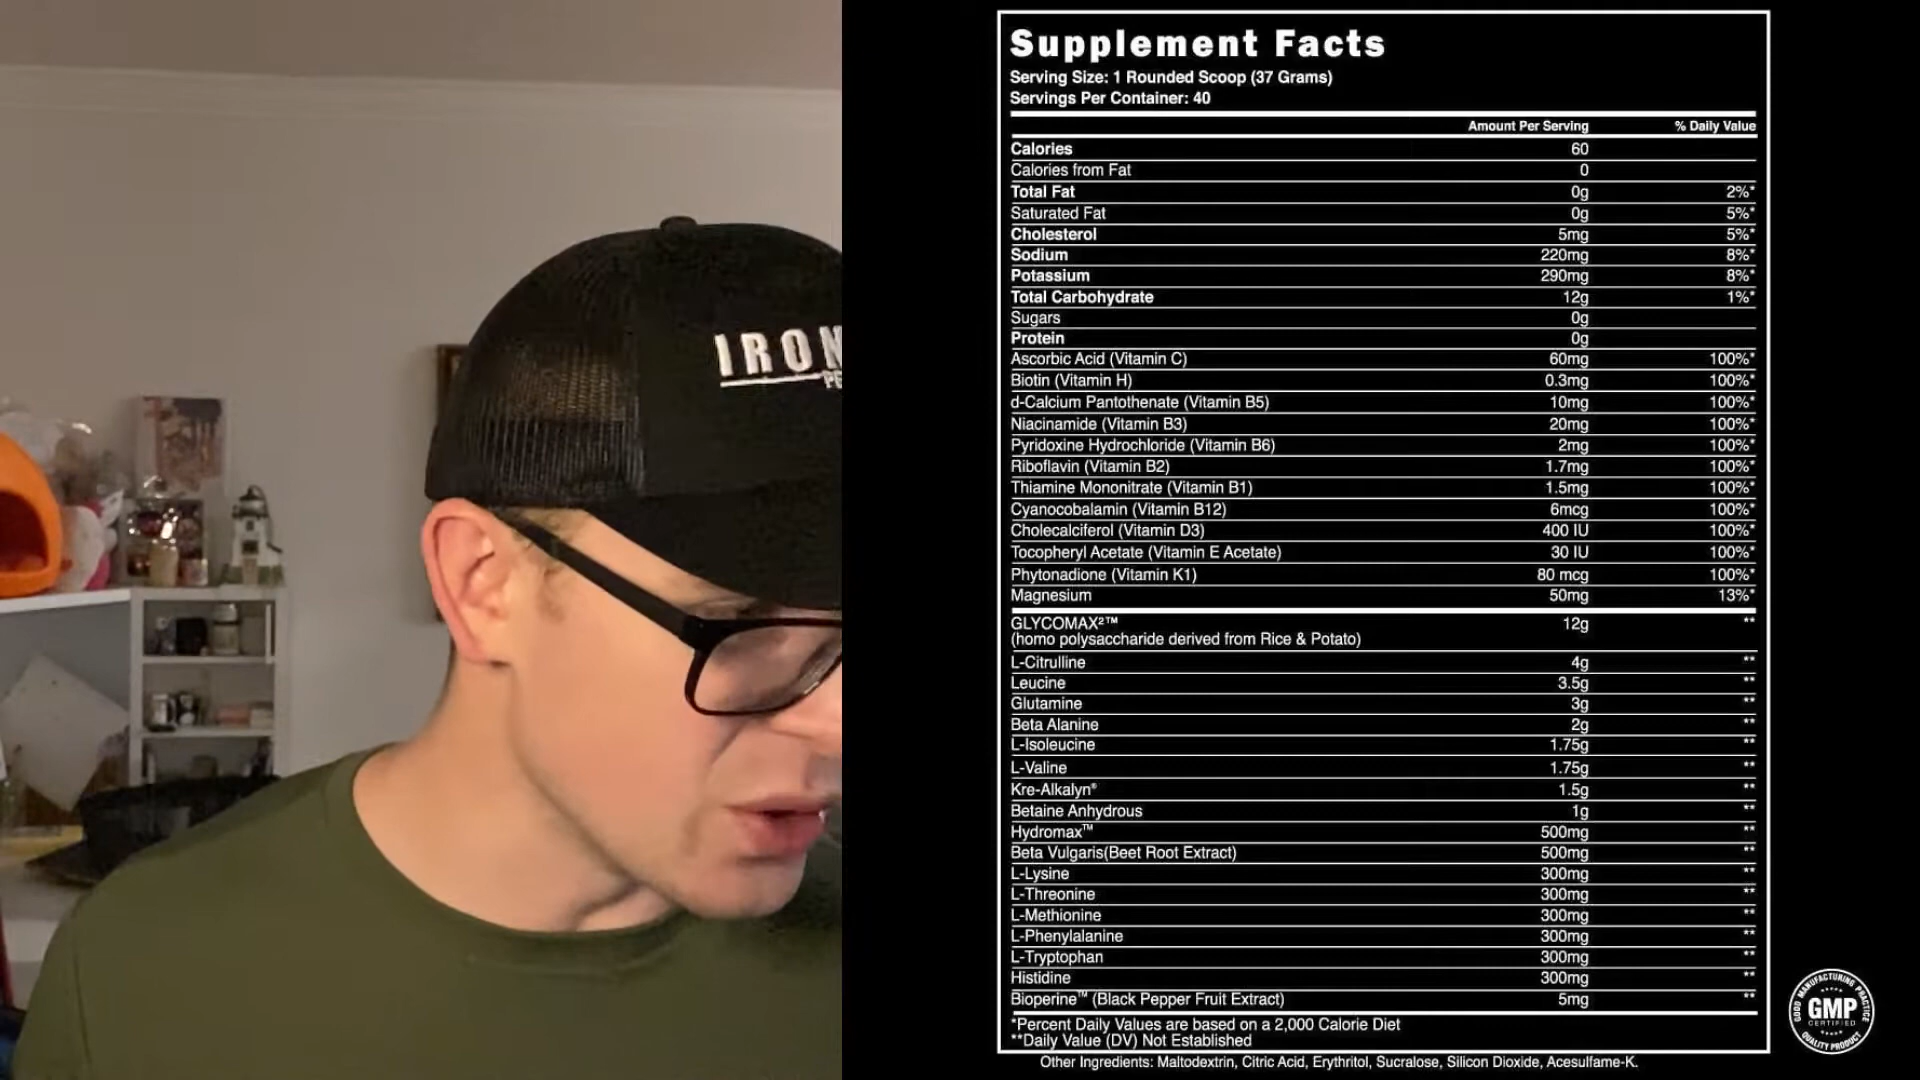 IRON
PE
Supplement Facts
Serving Size: 1 Rounded Scoop (37 Grams)
Servings Per Container: 40
Amount Per Serving % Daily Value
Calories 60
Calories from Fat 0
Total Fat 0g 2%*
Saturated Fat 0g 5%*
Cholesterol 5mg 5%*
Sodium 220mg 8%*
Potassium 290mg 8%*
Total Carbohydrate 12g 1%*
Sugars 0g
Protein 0g
Ascorbic Acid (Vitamin C) 60mg 100%*
Biotin (Vitamin H) 0.3mg 100%*
d-Calcium Pantothenate (Vitamin B5) 10mg 100%*
Niacinamide (Vitamin B3) 20mg 100%*
Pyridoxine Hydrochloride (Vitamin B6) 2mg 100%*
Riboflavin (Vitamin B2) 1.7mg 100%*
Thiamine Mononitrate (Vitamin B1) 1.5mg 100%*
Cyanocobalamin (Vitamin B12) 6mcg 100%*
Cholecalciferol (Vitamin D3) 400 IU 100%*
Tocopheryl Acetate (Vitamin E Acetate) 30 IU 100%*
Phytonadione (Vitamin K1) 80 mcg 100%*
Magnesium 50mg 13%*
GLYCOMAX²™ 12g **
(homo polysaccharide derived from Rice & Potato)
L-Citrulline 4g **
Leucine 3.5g **
Glutamine 3g **
Beta Alanine 2g **
L-Isoleucine 1.75g **
L-Valine 1.75g **
Kre-Alkalyn® 1.5g **
Betaine Anhydrous 1g **
Hydromax™ 500mg **
Beta Vulgaris(Beet Root Extract) 500mg **
L-Lysine 300mg **
L-Threonine 300mg **
L-Methionine 300mg **
L-Phenylalanine 300mg **
L-Tryptophan 300mg **
Histidine 300mg **
Bioperine™ (Black Pepper Fruit Extract) 5mg **
*Percent Daily Values are based on a 2,000 Calorie Diet
**Daily Value (DV) Not Established
Other Ingredients: Maltodextrin, Citric Acid, Erythritol, Sucralose, Silicon Dioxide, Acesulfame-K.
GOOD MANUFACTURING PRACTICE
GMP
CERTIFIED
QUALITY PRODUCT